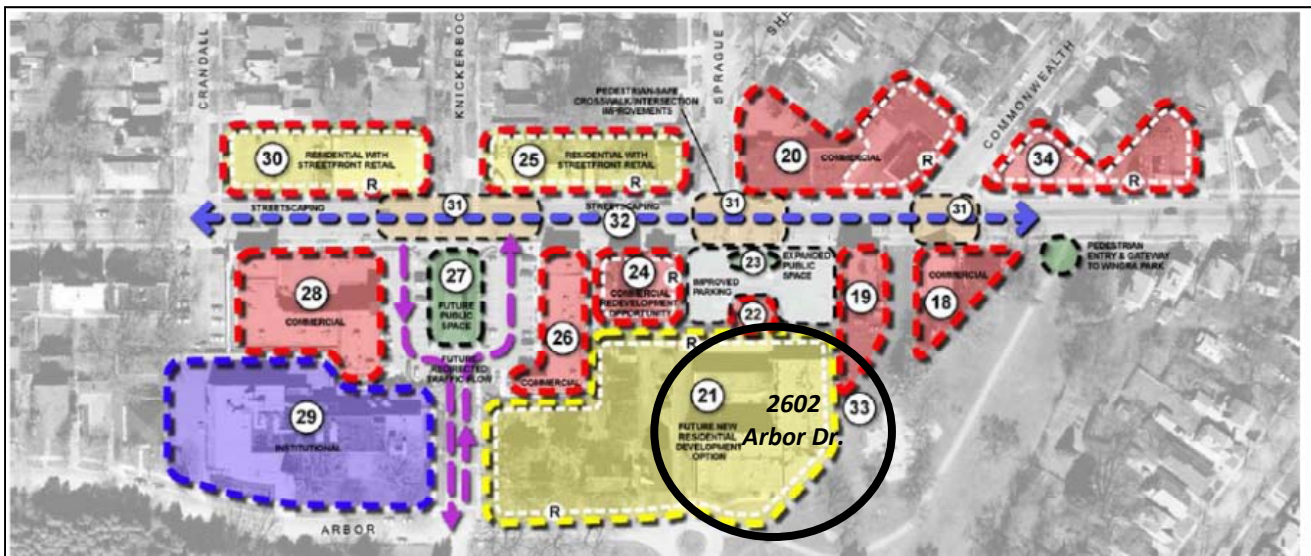 CRANDALL
KNICKERBOC
SPRAGUE
SHE
COMMONWEALTH
PEDESTRIAN-SAFE
CROSSWALK/INTERSECTION
IMPROVEMENTS
30
RESIDENTIAL WITH
STREETFRONT RETAIL
R
25
RESIDENTIAL WITH
STREETFRONT RETAIL
R
20
COMMERCIAL
R
34
R
STREETSCAPING
31
STREETSCAPING
32
31
31
28
COMMERCIAL
27
FUTURE
PUBLIC
SPACE
26
COMMERCIAL
24
R
COMMERCIAL
REDEVELOPMENT
OPPORTUNITY
23
IMPROVED
PARKING
EXPANDED
PUBLIC
SPACE
22
19
COMMERCIAL
18
PEDESTRIAN
ENTRY & GATEWAY
TO WINGRA PARK
FUTURE
REDIRECTED
TRAFFIC FLOW
29
INSTITUTIONAL
R
21
FUTURE NEW
RESIDENTIAL
DEVELOPMENT
OPTION
2602
Arbor Dr.
33
R
ARBOR